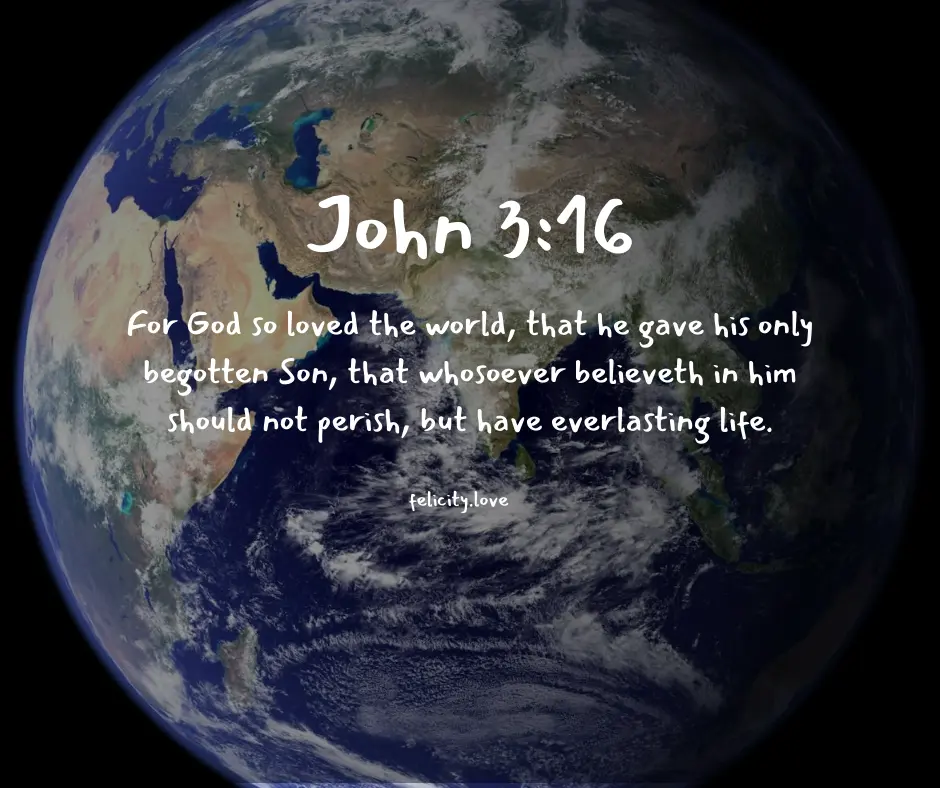 John 3:16
For God so loved the world, that he gave his only
begotten Son, that whosoever believeth in him
should not perish, but have everlasting life.
felicity.love